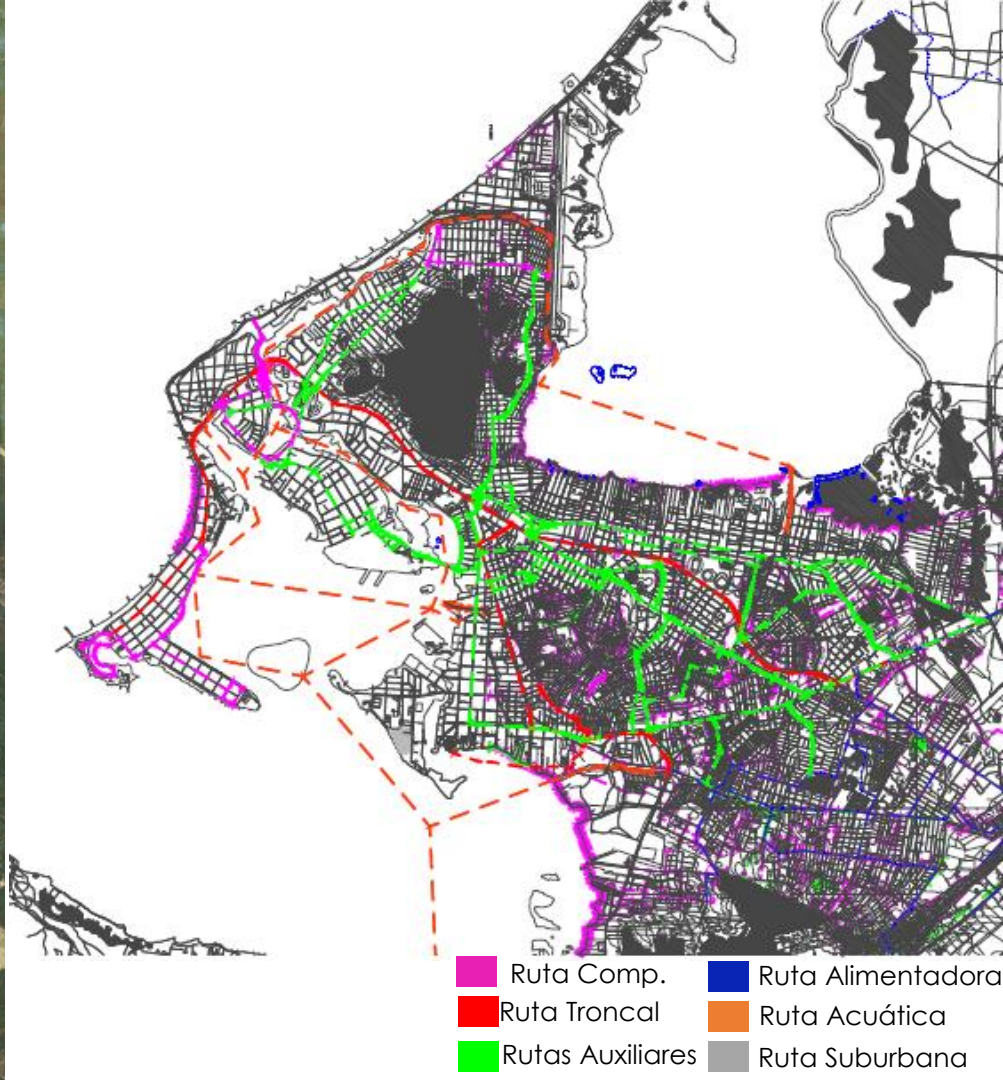 Ruta Comp.
Ruta Alimentadora
Ruta Troncal
Ruta Acuática
Rutas Auxiliares
Ruta Suburbana